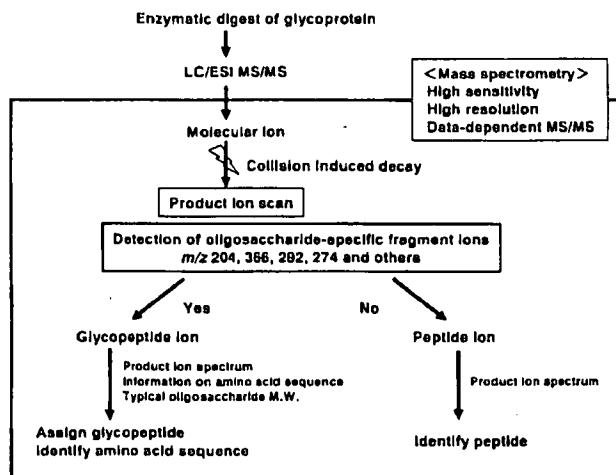 Enzymatic digest of glycoprotein
LC/ESI MS/MS
<Mass spectrometry>
High sensitivity
High resolution
Data-dependent MS/MS
Molecular Ion
Collision Induced decay
Product Ion scan
Detection of oligosaccharide-specific fragment ions
m/z 204, 366, 292, 274 and others
Yes
No
Glycopeptide ion
Peptide Ion
Product Ion spectrum
Information on amino acid sequence
Typical oligosaccharide M.W.
Product Ion spectrum
Assign glycopeptide
Identify amino acid sequence
Identify peptide